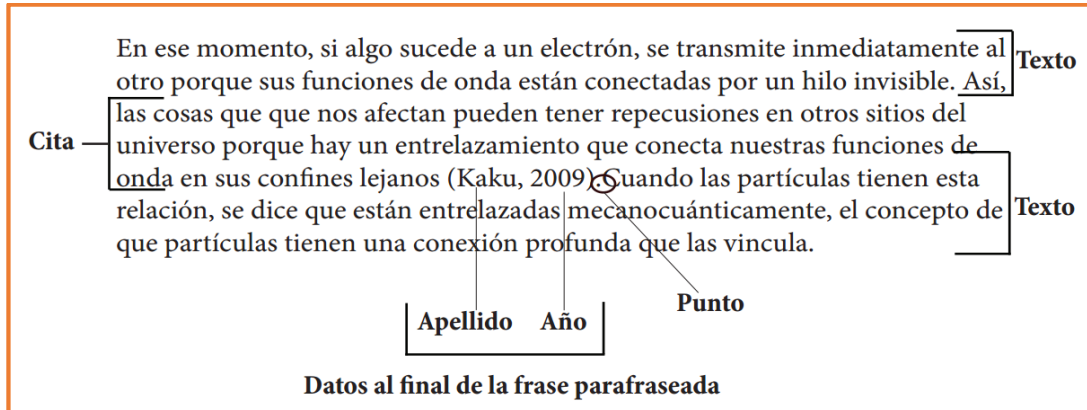 En ese momento, si algo sucede a un electrón, se transmite inmediatamente al
Texto
otro porque sus funciones de onda están conectadas por un hilo invisible. Así,
las cosas que que nos afectan pueden tener repecusiones en otros sitios del
Cita
universo porque hay un entrelazamiento que conecta nuestras funciones de
onda en sus confines lejanos (Kaku, 2009). Cuando las partículas tienen esta
relación, se dice que están entrelazadas mecanocuánticamente, el concepto de
Texto
que partículas tienen una conexión profunda que las vincula.
Punto
Apellido Año
Datos al final de la frase parafraseada